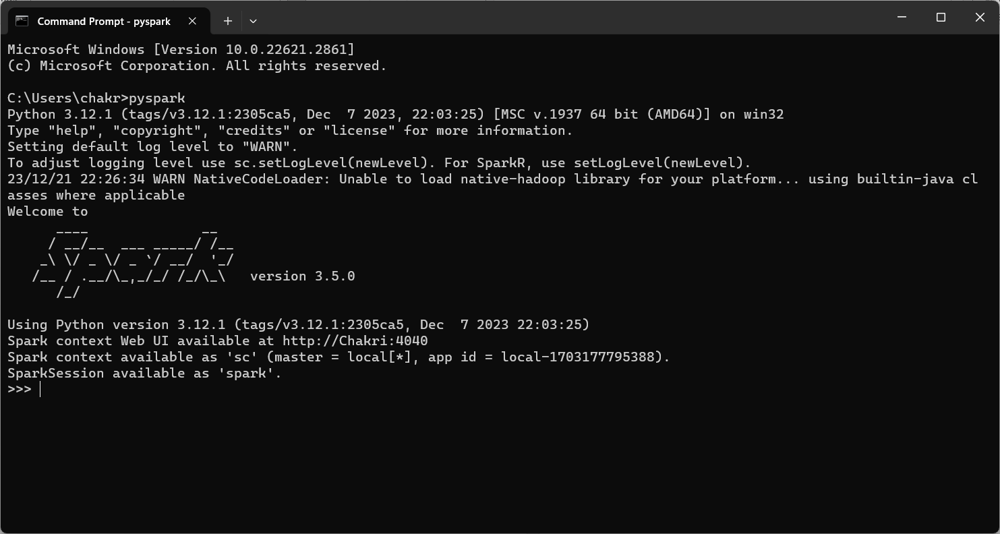 Command Prompt - pyspark
Microsoft Windows [Version 10.0.22621.2861]
(c) Microsoft Corporation. All rights reserved.
C:\Users\chakr>pyspark
Python 3.12.1 (tags/v3.12.1:2305ca5, Dec  7 2023, 22:03:25) [MSC v.1937 64 bit (AMD64)] on win32
Type "help", "copyright", "credits" or "license" for more information.
Setting default log level to "WARN".
To adjust logging level use sc.setLogLevel(newLevel). For SparkR, use setLogLevel(newLevel).
23/12/21 22:26:34 WARN NativeCodeLoader: Unable to load native-hadoop library for your platform... using builtin-java cl
asses where applicable
Welcome to
      ____              __
     / __/__  ___ _____/ /__
    _\ \/ _ \/ _ `/ __/  '_/
   /__ / .__/\_,_/_/ /_/\_\   version 3.5.0
      /_/
Using Python version 3.12.1 (tags/v3.12.1:2305ca5, Dec  7 2023 22:03:25)
Spark context Web UI available at http://Chakri:4040
Spark context available as 'sc' (master = local[*], app id = local-1703177795388).
SparkSession available as 'spark'.
>>>